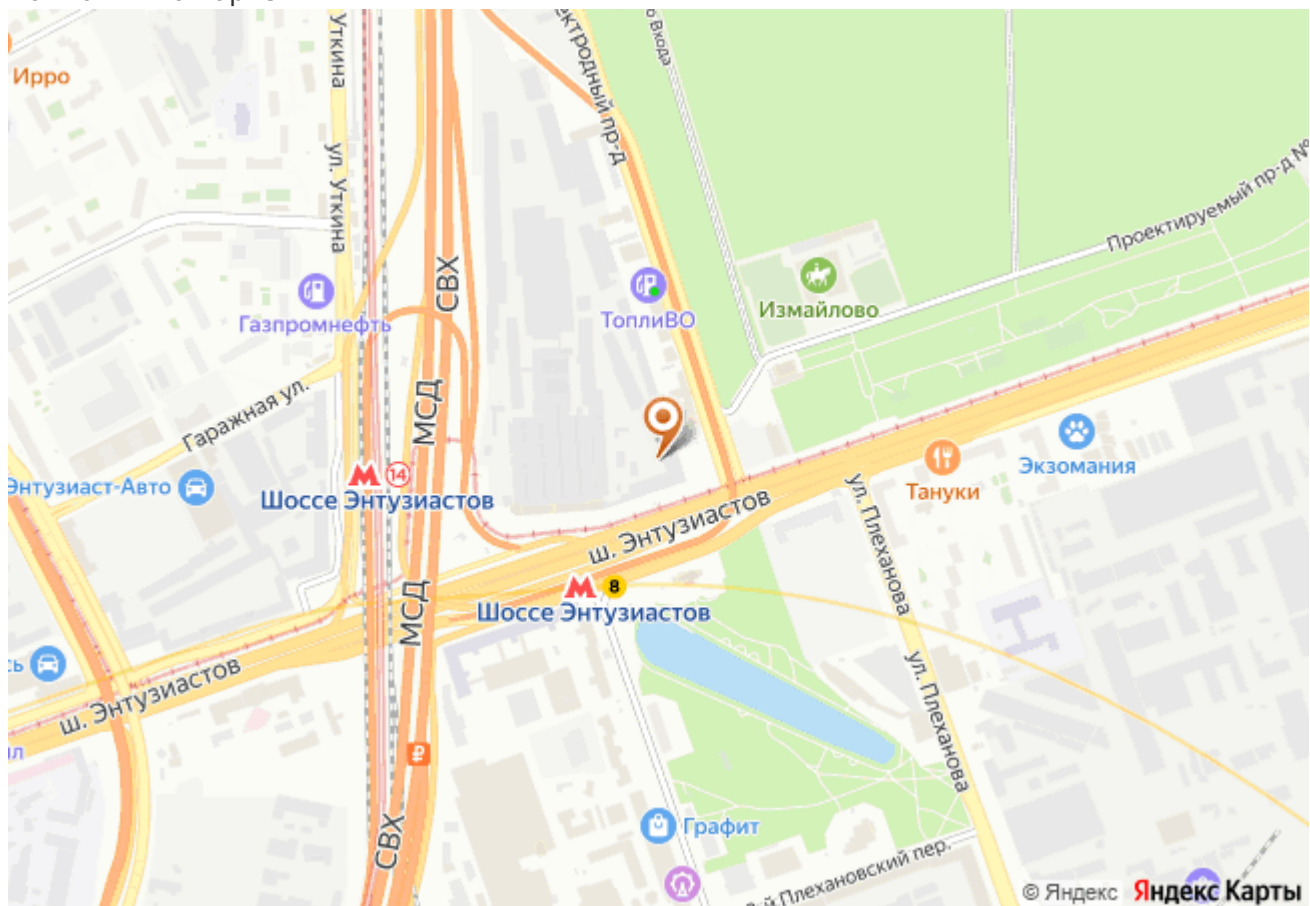 Ирро
Уткина
ул. Уткина
Электродный пр-д
о Входа
Проектируемый пр-д №
СВХ
Газпромнефть
ТоплиВО
Измайлово
Гаражная ул.
МСД
Энтузиаст-Авто
14
Шоссе Энтузиастов
Тануки
Экзомания
ш. Энтузиастов
ул. Плеханова
8
Шоссе Энтузиастов
МСД
ш. Энтузиастов
ул. Плеханова
СВХ
Графит
-й Плехановский пер.
© Яндекс Яндекс Карты